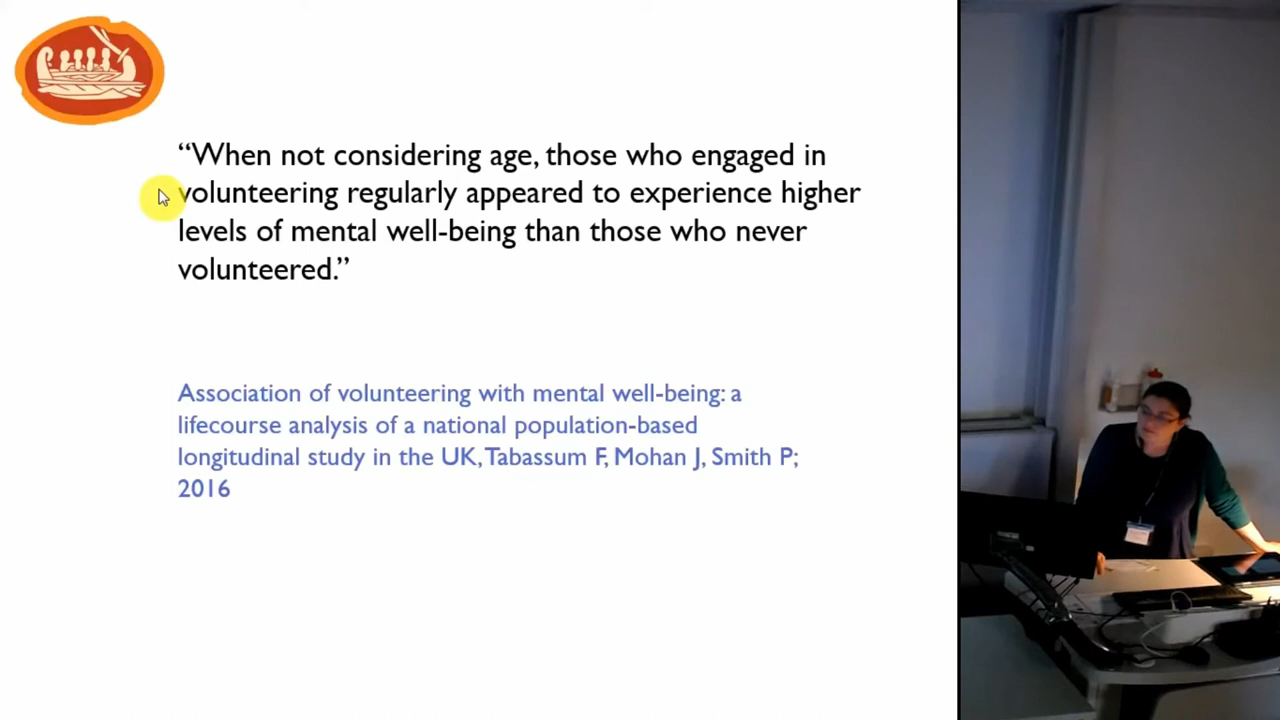 “When not considering age, those who engaged in
volunteering regularly appeared to experience higher
levels of mental well-being than those who never
volunteered.”
Association of volunteering with mental well-being: a
lifecourse analysis of a national population-based
longitudinal study in the UK, Tabassum F, Mohan J, Smith P;
2016